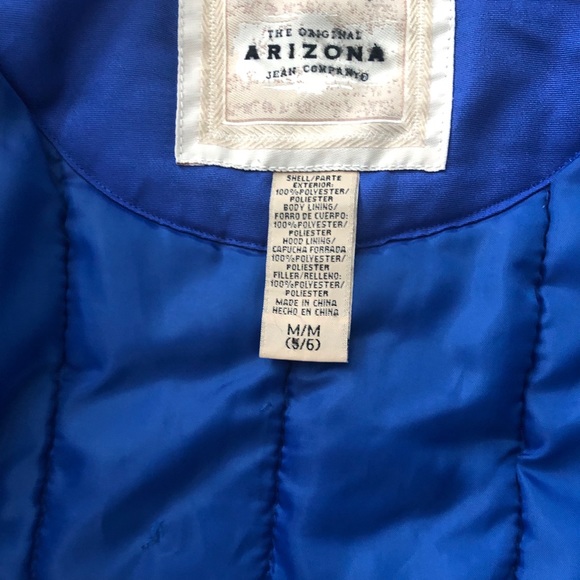 THE ORIGINAL
ARIZONA
JEAN COMPANY®
SHELL/PARTE
EXTERIOR:
100%POLYESTER/
POLIESTER
BODY LINING/
FORRO DE CUERPO:
100%POLYESTER/
POLIESTER
HOOD LINING/
CAPUCHA FORRADA
100%POLYESTER/
POLIESTER
FILLER/RELLENO:
100%POLYESTER/
POLIESTER
MADE IN CHINA
HECHO EN CHINA
M/M
(5/6)